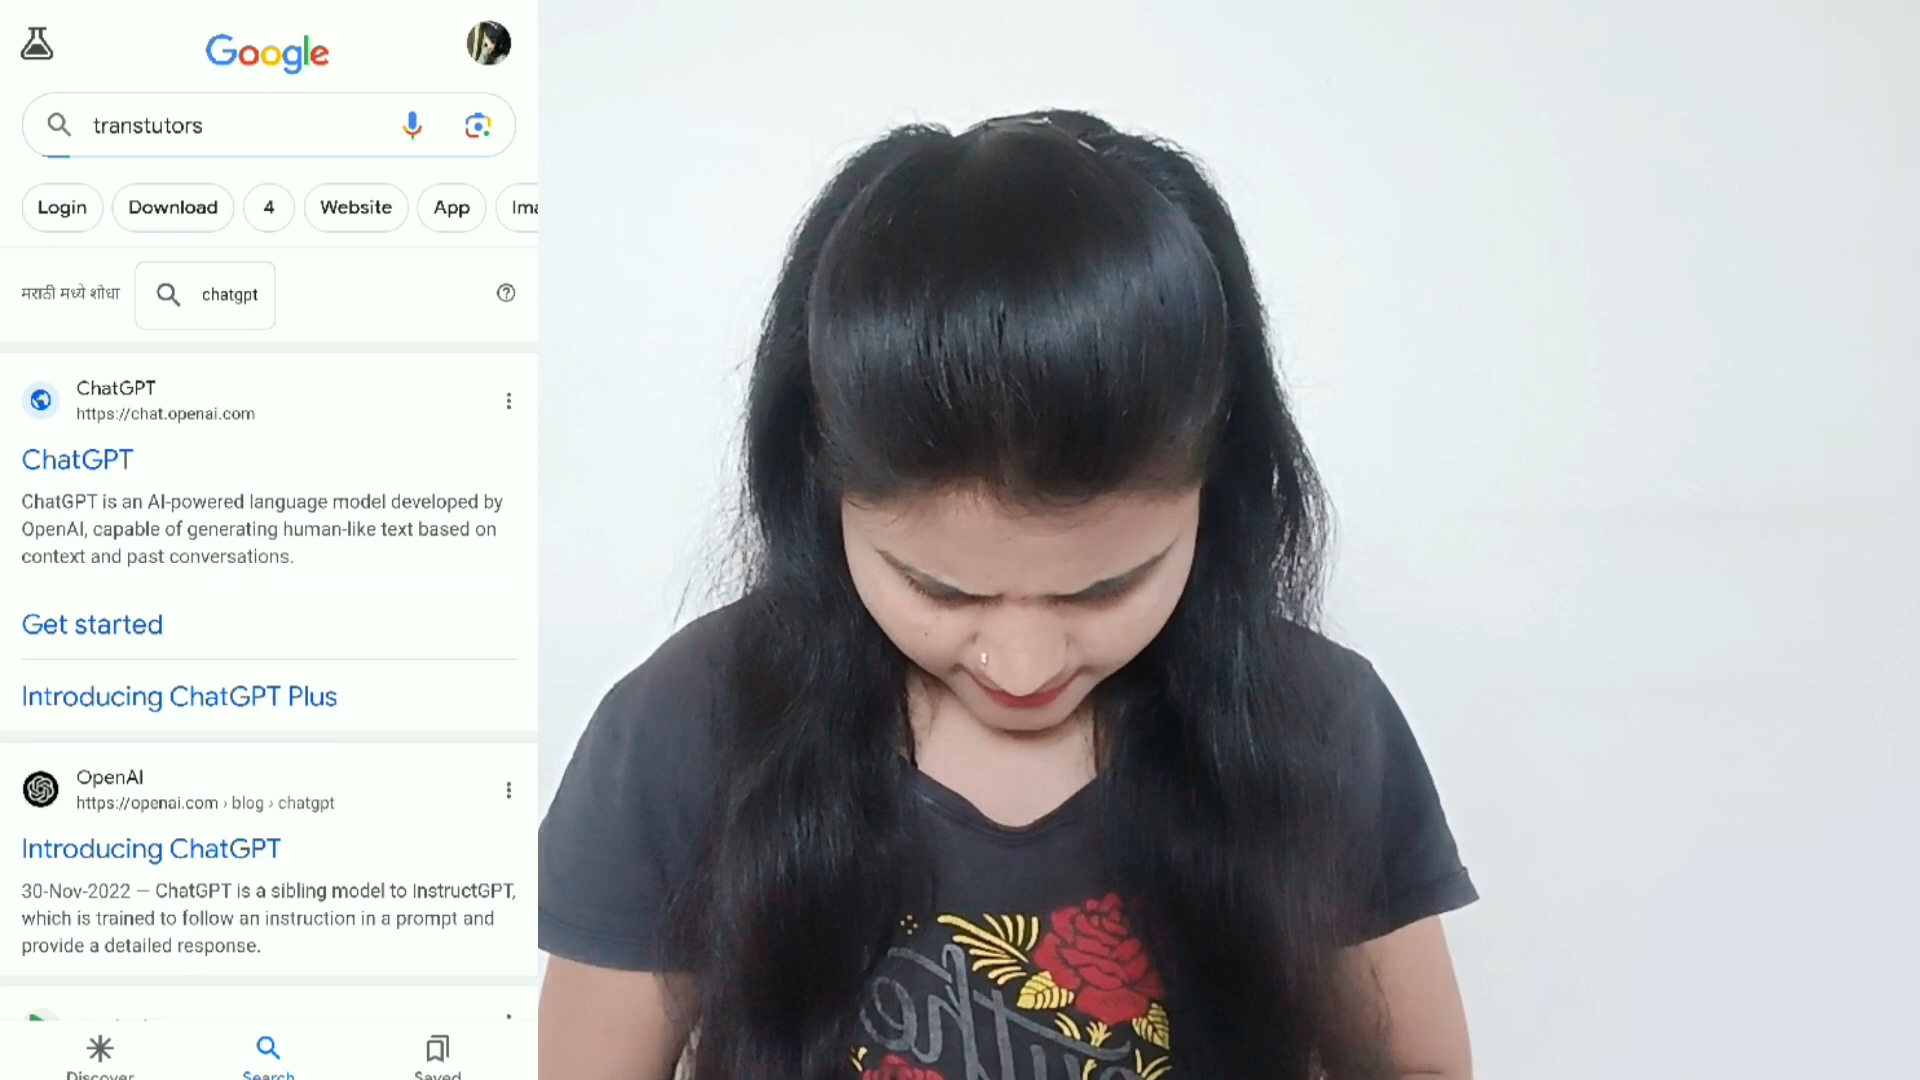 Google
transtutors
Login Download 4 Website App Ima
मराठी मध्ये शोधा chatgpt
ChatGPT
https://chat.openai.com
ChatGPT
ChatGPT is an AI-powered language model developed by
OpenAI, capable of generating human-like text based on
context and past conversations.
Get started
Introducing ChatGPT Plus
OpenAI
https://openai.com › blog › chatgpt
Introducing ChatGPT
30-Nov-2022 — ChatGPT is a sibling model to InstructGPT,
which is trained to follow an instruction in a prompt and
provide a detailed response.
Discover Search Saved
the